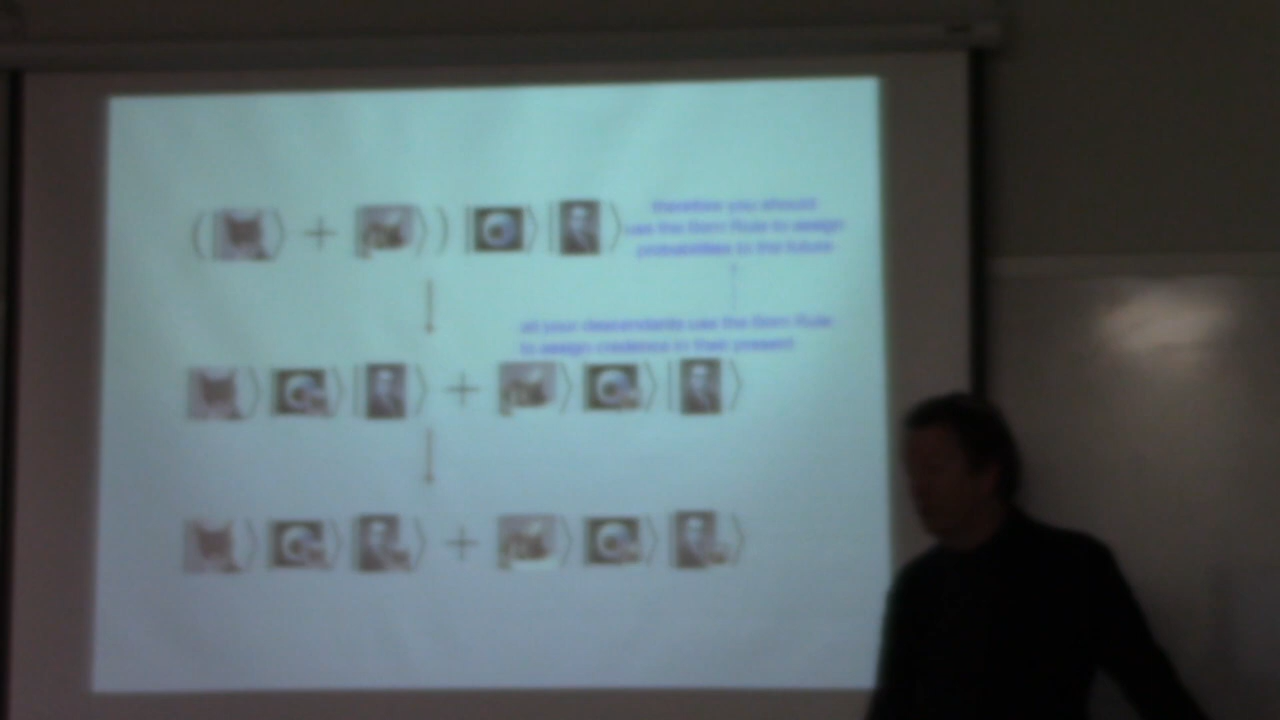 ( ⟩ + ⟩ ) | ⟩ | ⟩
therefore you should
use the Born Rule to assign
probabilities to the future
all your descendants use the Born Rule
to assign credence in their present
⟩ ⟩ | ⟩ + ⟩ ⟩ | ⟩
⟩ ⟩ ⟩ + ⟩ ⟩ ⟩